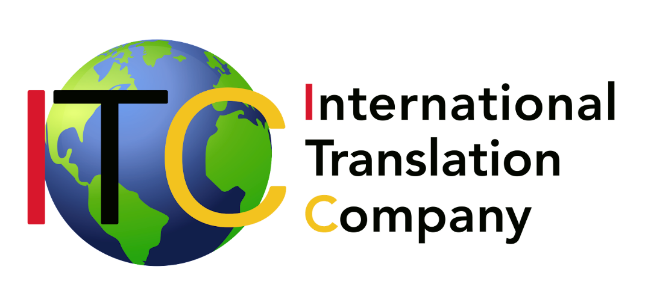 ITC
International
Translation
Company